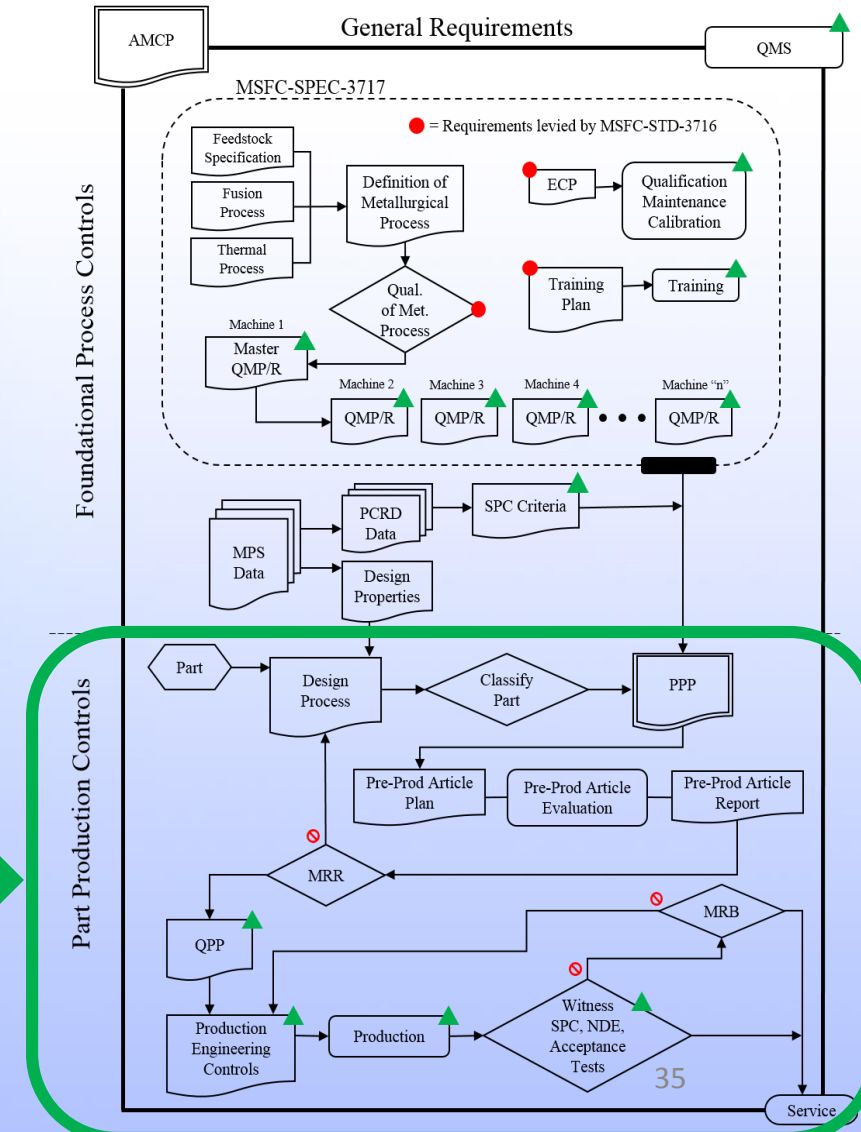 AMCP
General Requirements
QMS
MSFC-SPEC-3717
= Requirements levied by MSFC-STD-3716
Foundational Process Controls
Feedstock
Specification
Fusion
Process
Thermal
Process
Definition of
Metallurgical
Process
ECP
Qualification
Maintenance
Calibration
Training
Plan
Training
Qual.
of Met.
Process
Machine 1
Master
QMP/R
Machine 2
QMP/R
Machine 3
QMP/R
Machine 4
QMP/R
Machine “n”
QMP/R
MPS
Data
PCRD
Data
SPC Criteria
Design
Properties
Part Production Controls
Part
Design
Process
Classify
Part
PPP
Pre-Prod Article
Plan
Pre-Prod Article
Evaluation
Pre-Prod Article
Report
MRR
MRB
QPP
Production
Engineering
Controls
Production
Witness
SPC, NDE,
Acceptance
Tests
35
Service